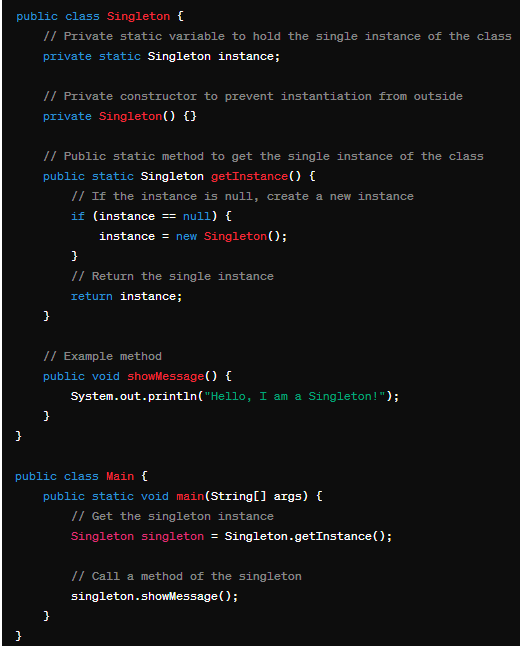 public class Singleton {
    // Private static variable to hold the single instance of the class
    private static Singleton instance;

    // Private constructor to prevent instantiation from outside
    private Singleton() {}

    // Public static method to get the single instance of the class
    public static Singleton getInstance() {
        // If the instance is null, create a new instance
        if (instance == null) {
            instance = new Singleton();
        }
        // Return the single instance
        return instance;
    }

    // Example method
    public void showMessage() {
        System.out.println("Hello, I am a Singleton!");
    }
}

public class Main {
    public static void main(String[] args) {
        // Get the singleton instance
        Singleton singleton = Singleton.getInstance();

        // Call a method of the singleton
        singleton.showMessage();
    }
}